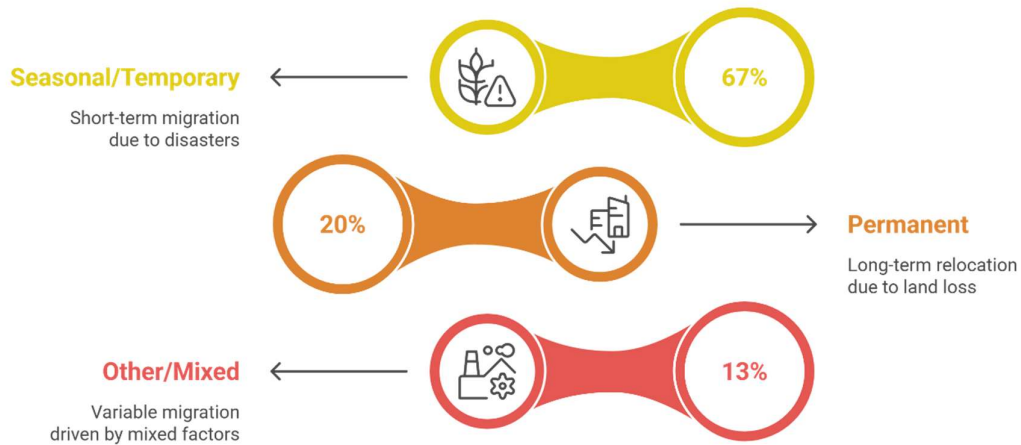 Seasonal/Temporary
Short-term migration
due to disasters
67%
20%
Permanent
Long-term relocation
due to land loss
Other/Mixed
Variable migration
driven by mixed factors
13%